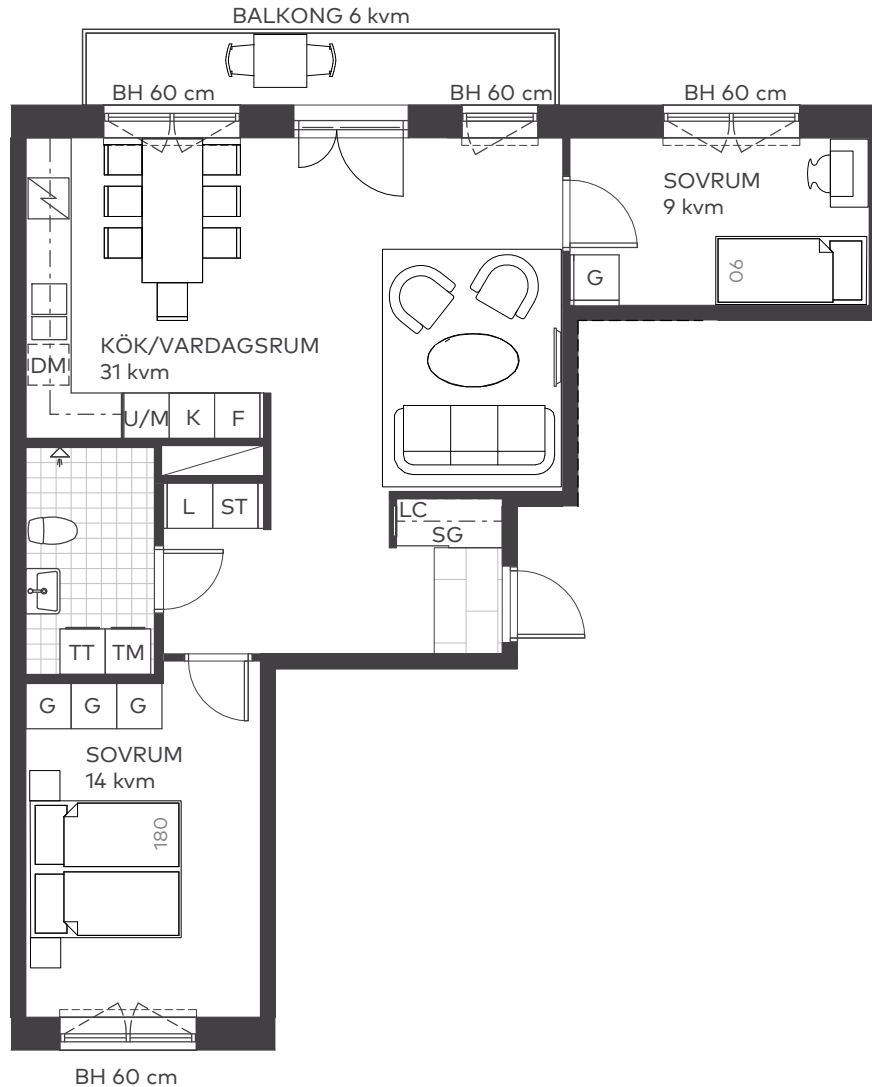 BALKONG 6 kvm
BH 60 cm
BH 60 cm
BH 60 cm
SOVRUM
9 kvm
G
90
KÖK/VARDAGSRUM
31 kvm
DM
U/M
K
F
L
ST
LC
SG
TT
TM
G
G
G
SOVRUM
14 kvm
180
BH 60 cm